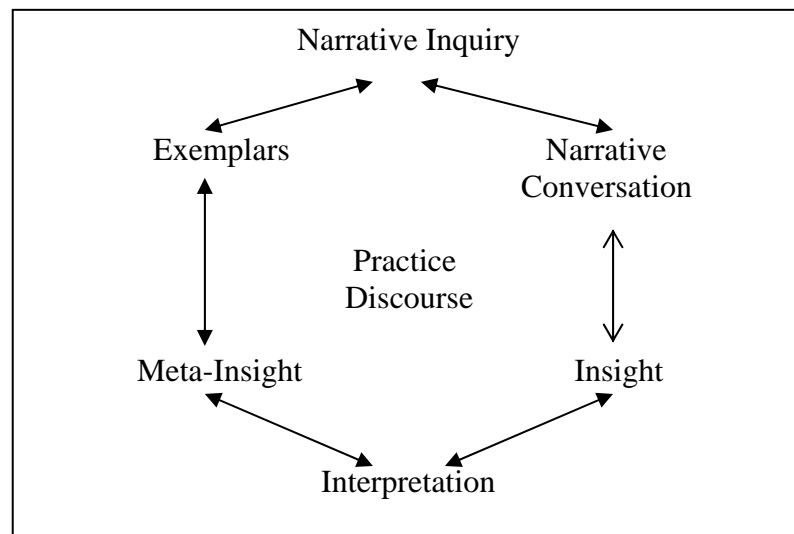 Narrative Inquiry
Exemplars
Narrative
Conversation
Practice
Discourse
Meta-Insight
Insight
Interpretation